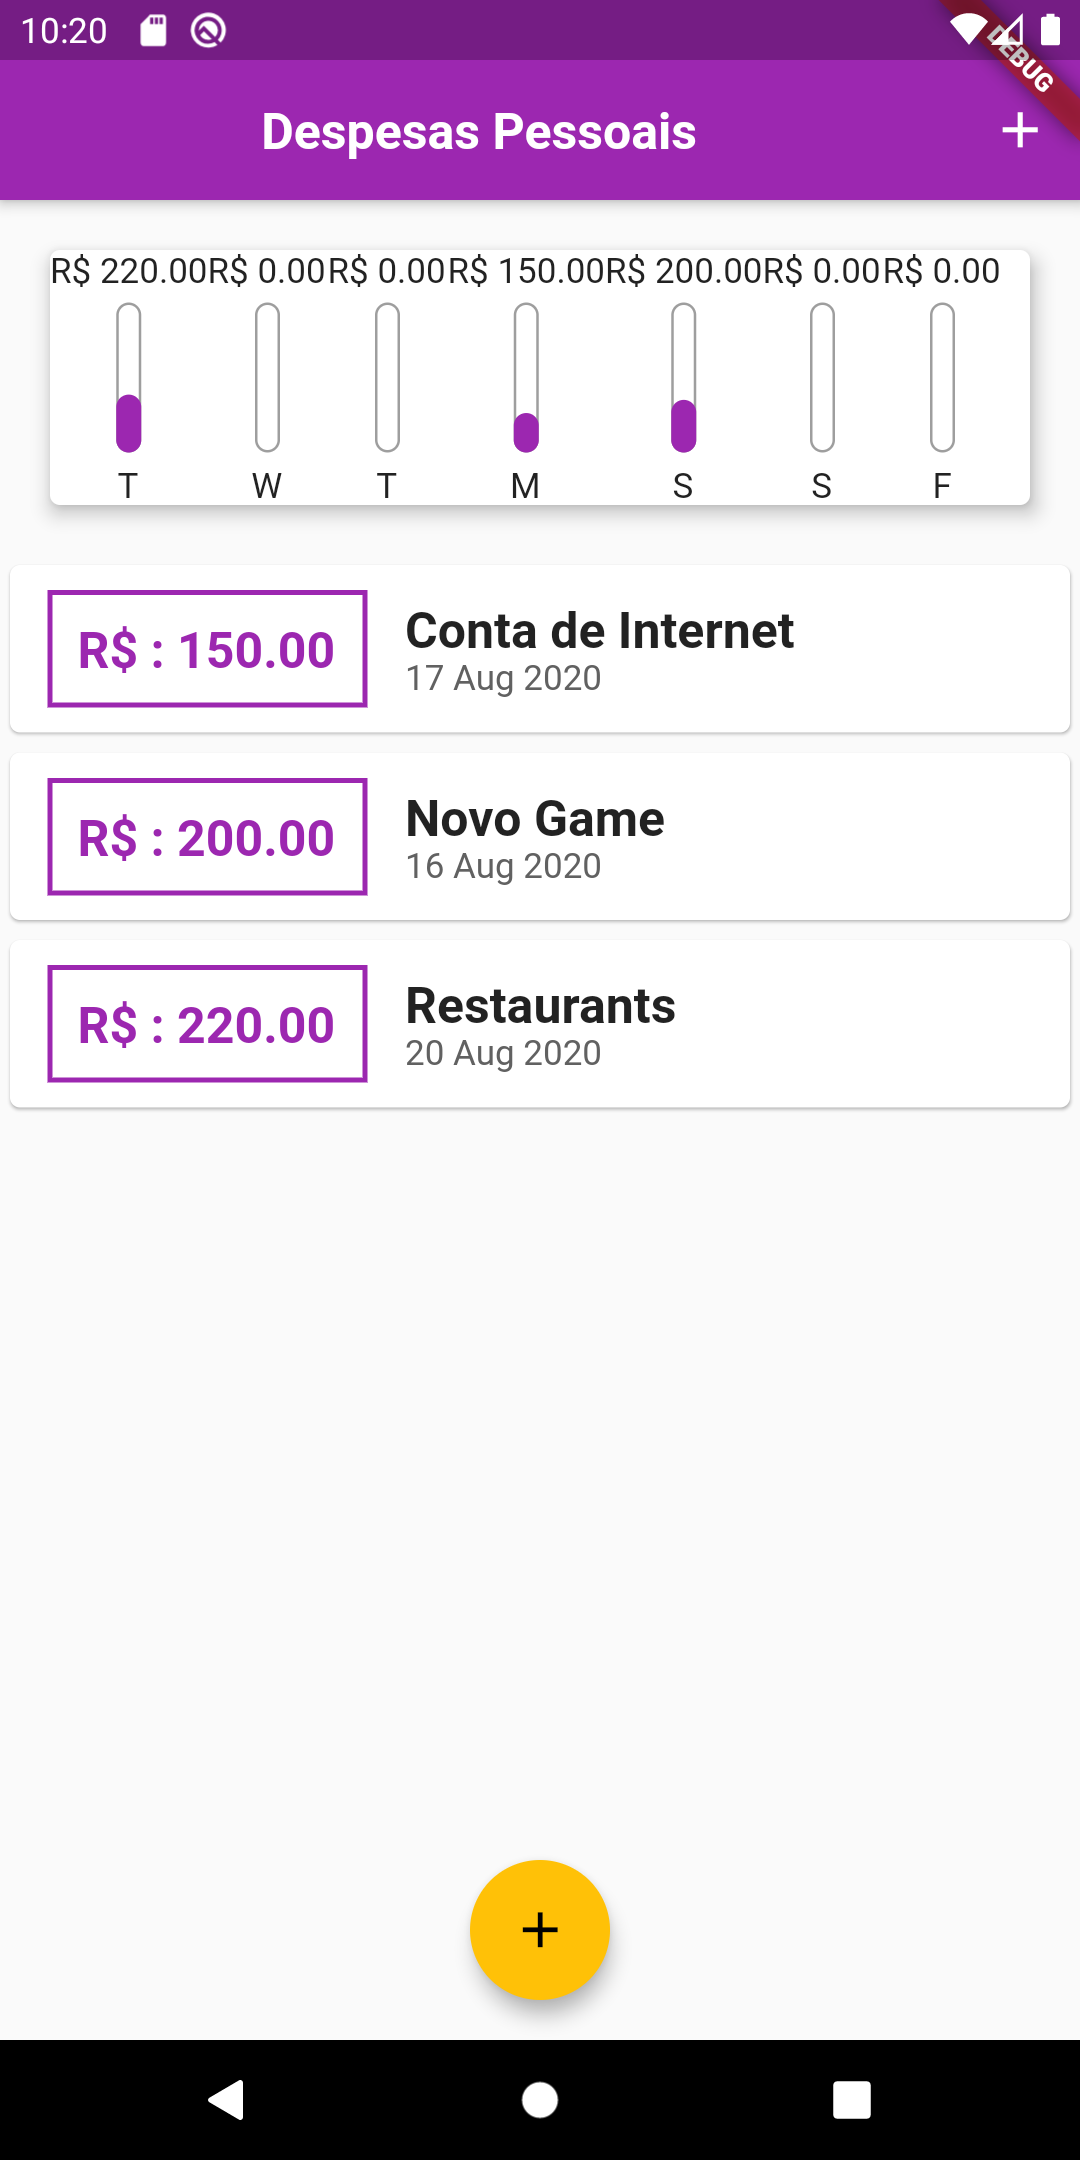 10:20
DEBUG
Despesas Pessoais
R$ 220.00R$ 0.00R$ 0.00R$ 150.00R$ 200.00R$ 0.00R$ 0.00
T W T M S S F
R$ : 150.00
Conta de Internet
17 Aug 2020
R$ : 200.00
Novo Game
16 Aug 2020
R$ : 220.00
Restaurants
20 Aug 2020